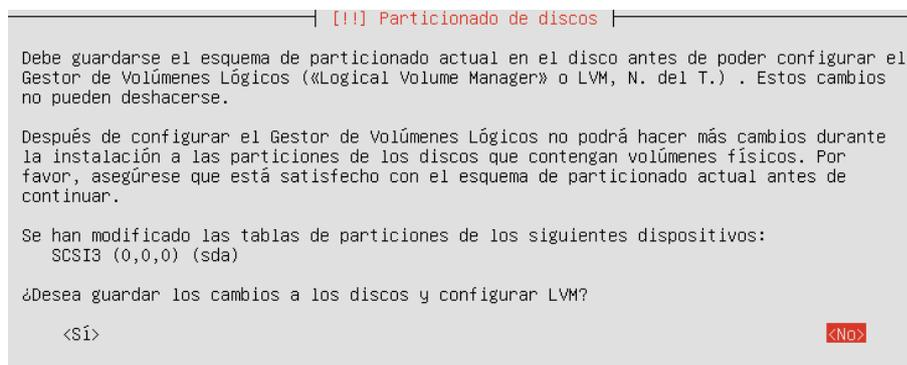 [!!] Particionado de discos
Debe guardarse el esquema de particionado actual en el disco antes de poder configurar el
Gestor de Volúmenes Lógicos («Logical Volume Manager» o LVM, N. del T.) . Estos cambios
no pueden deshacerse.
Después de configurar el Gestor de Volúmenes Lógicos no podrá hacer más cambios durante
la instalación a las particiones de los discos que contengan volúmenes físicos. Por
favor, asegúrese que está satisfecho con el esquema de particionado actual antes de
continuar.
Se han modificado las tablas de particiones de los siguientes dispositivos:
SCSI3 (0,0,0) (sda)
¿Desea guardar los cambios a los discos y configurar LVM?
<Sí> <No>